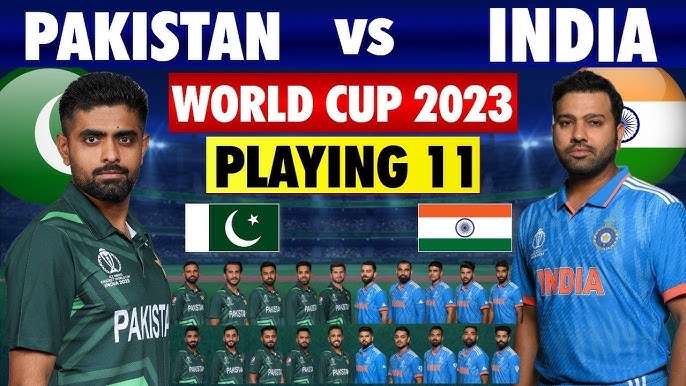 PAKISTAN vs INDIA
WORLD CUP 2023
PLAYING 11
PAKISTAN
INDIA